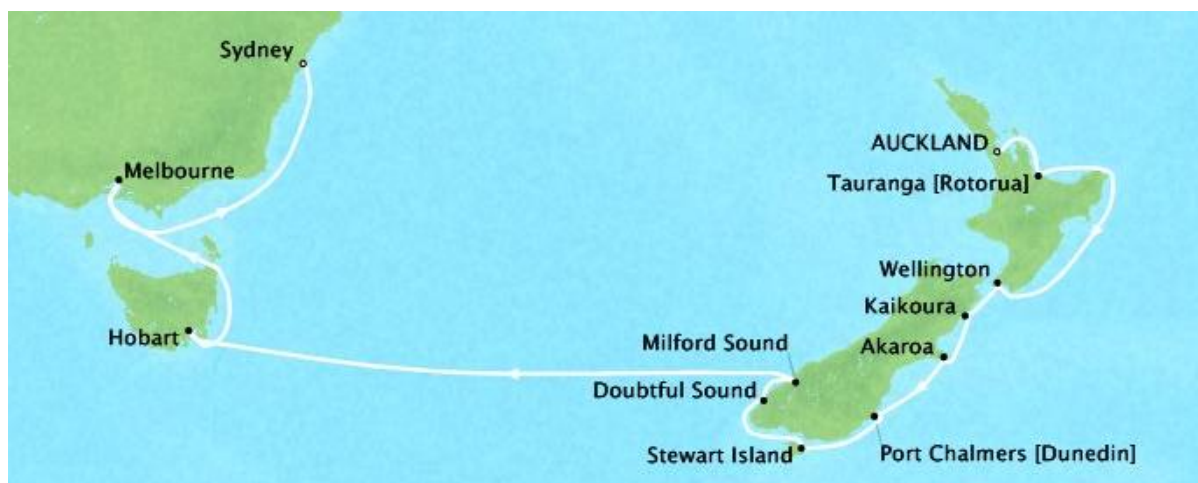 Sydney
AUCKLAND
Melbourne
Tauranga [Rotorua]
Wellington
Kaikoura
Hobart
Milford Sound
Akaroa
Doubtful Sound
Stewart Island
Port Chalmers [Dunedin]